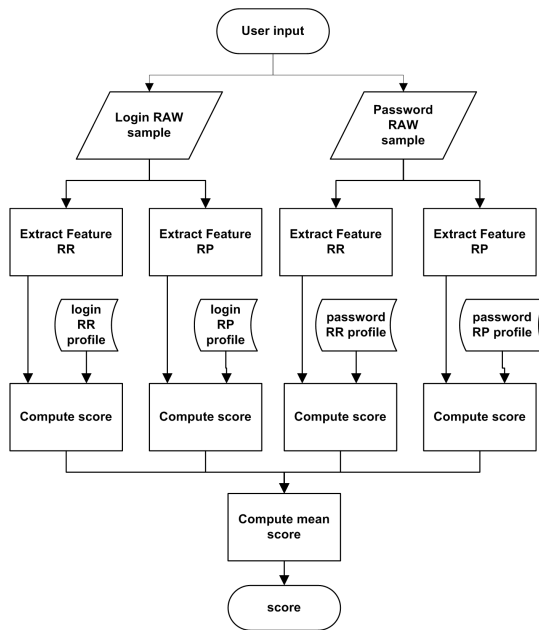 User input
Login RAW
sample
Password
RAW
sample
Extract Feature
RR
Extract Feature
RP
Extract Feature
RR
Extract Feature
RP
login
RR
profile
login
RP
profile
password
RR profile
password
RP profile
Compute score
Compute score
Compute score
Compute score
Compute mean
score
score